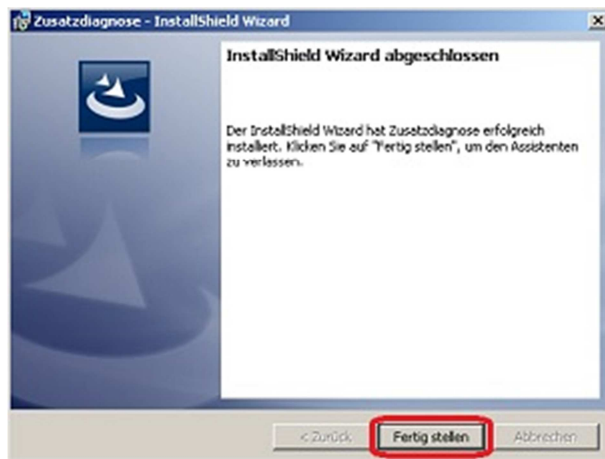 Zusatzdiagnose - InstallShield Wizard
InstallShield Wizard abgeschlossen
Der InstallShield Wizard hat Zusatzdiagnose erfolgreich
installiert. Klicken Sie auf "Fertig stellen", um den Assistenten
zu verlassen.
< Zurück
Fertig stellen
Abbrechen